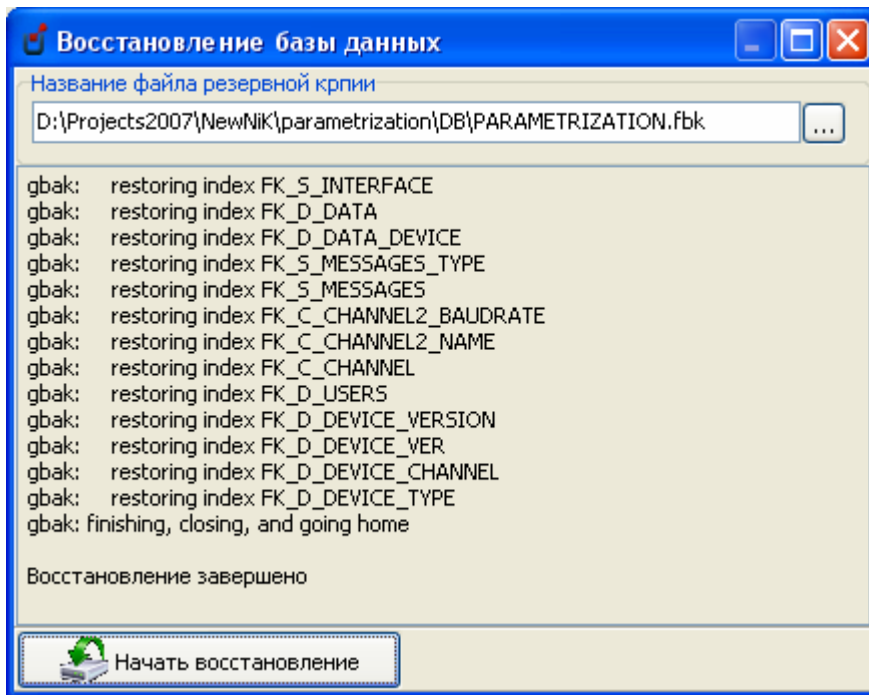 Восстановление базы данных
Название файла резервной крпии
D:\Projects2007\NewNiK\parametrization\DB\PARAMETRIZATION.fbk
...
gbak: restoring index FK_S_INTERFACE
gbak: restoring index FK_D_DATA
gbak: restoring index FK_D_DATA_DEVICE
gbak: restoring index FK_S_MESSAGES_TYPE
gbak: restoring index FK_S_MESSAGES
gbak: restoring index FK_C_CHANNEL2_BAUDRATE
gbak: restoring index FK_C_CHANNEL2_NAME
gbak: restoring index FK_C_CHANNEL
gbak: restoring index FK_D_USERS
gbak: restoring index FK_D_DEVICE_VERSION
gbak: restoring index FK_D_DEVICE_VER
gbak: restoring index FK_D_DEVICE_CHANNEL
gbak: restoring index FK_D_DEVICE_TYPE
gbak: finishing, closing, and going home
Восстановление завершено
Начать восстановление